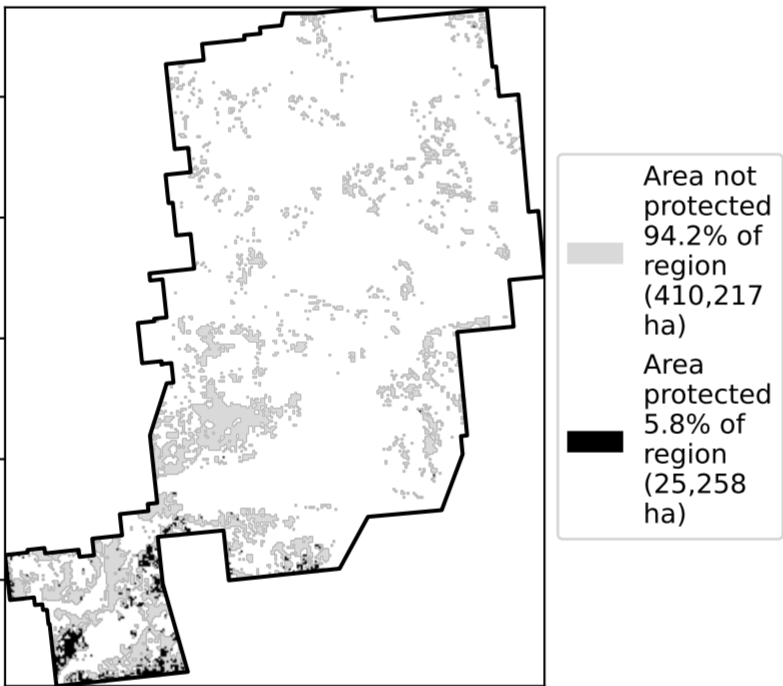 Area not
protected
94.2% of
region
(410,217
ha)
Area
protected
5.8% of
region
(25,258
ha)